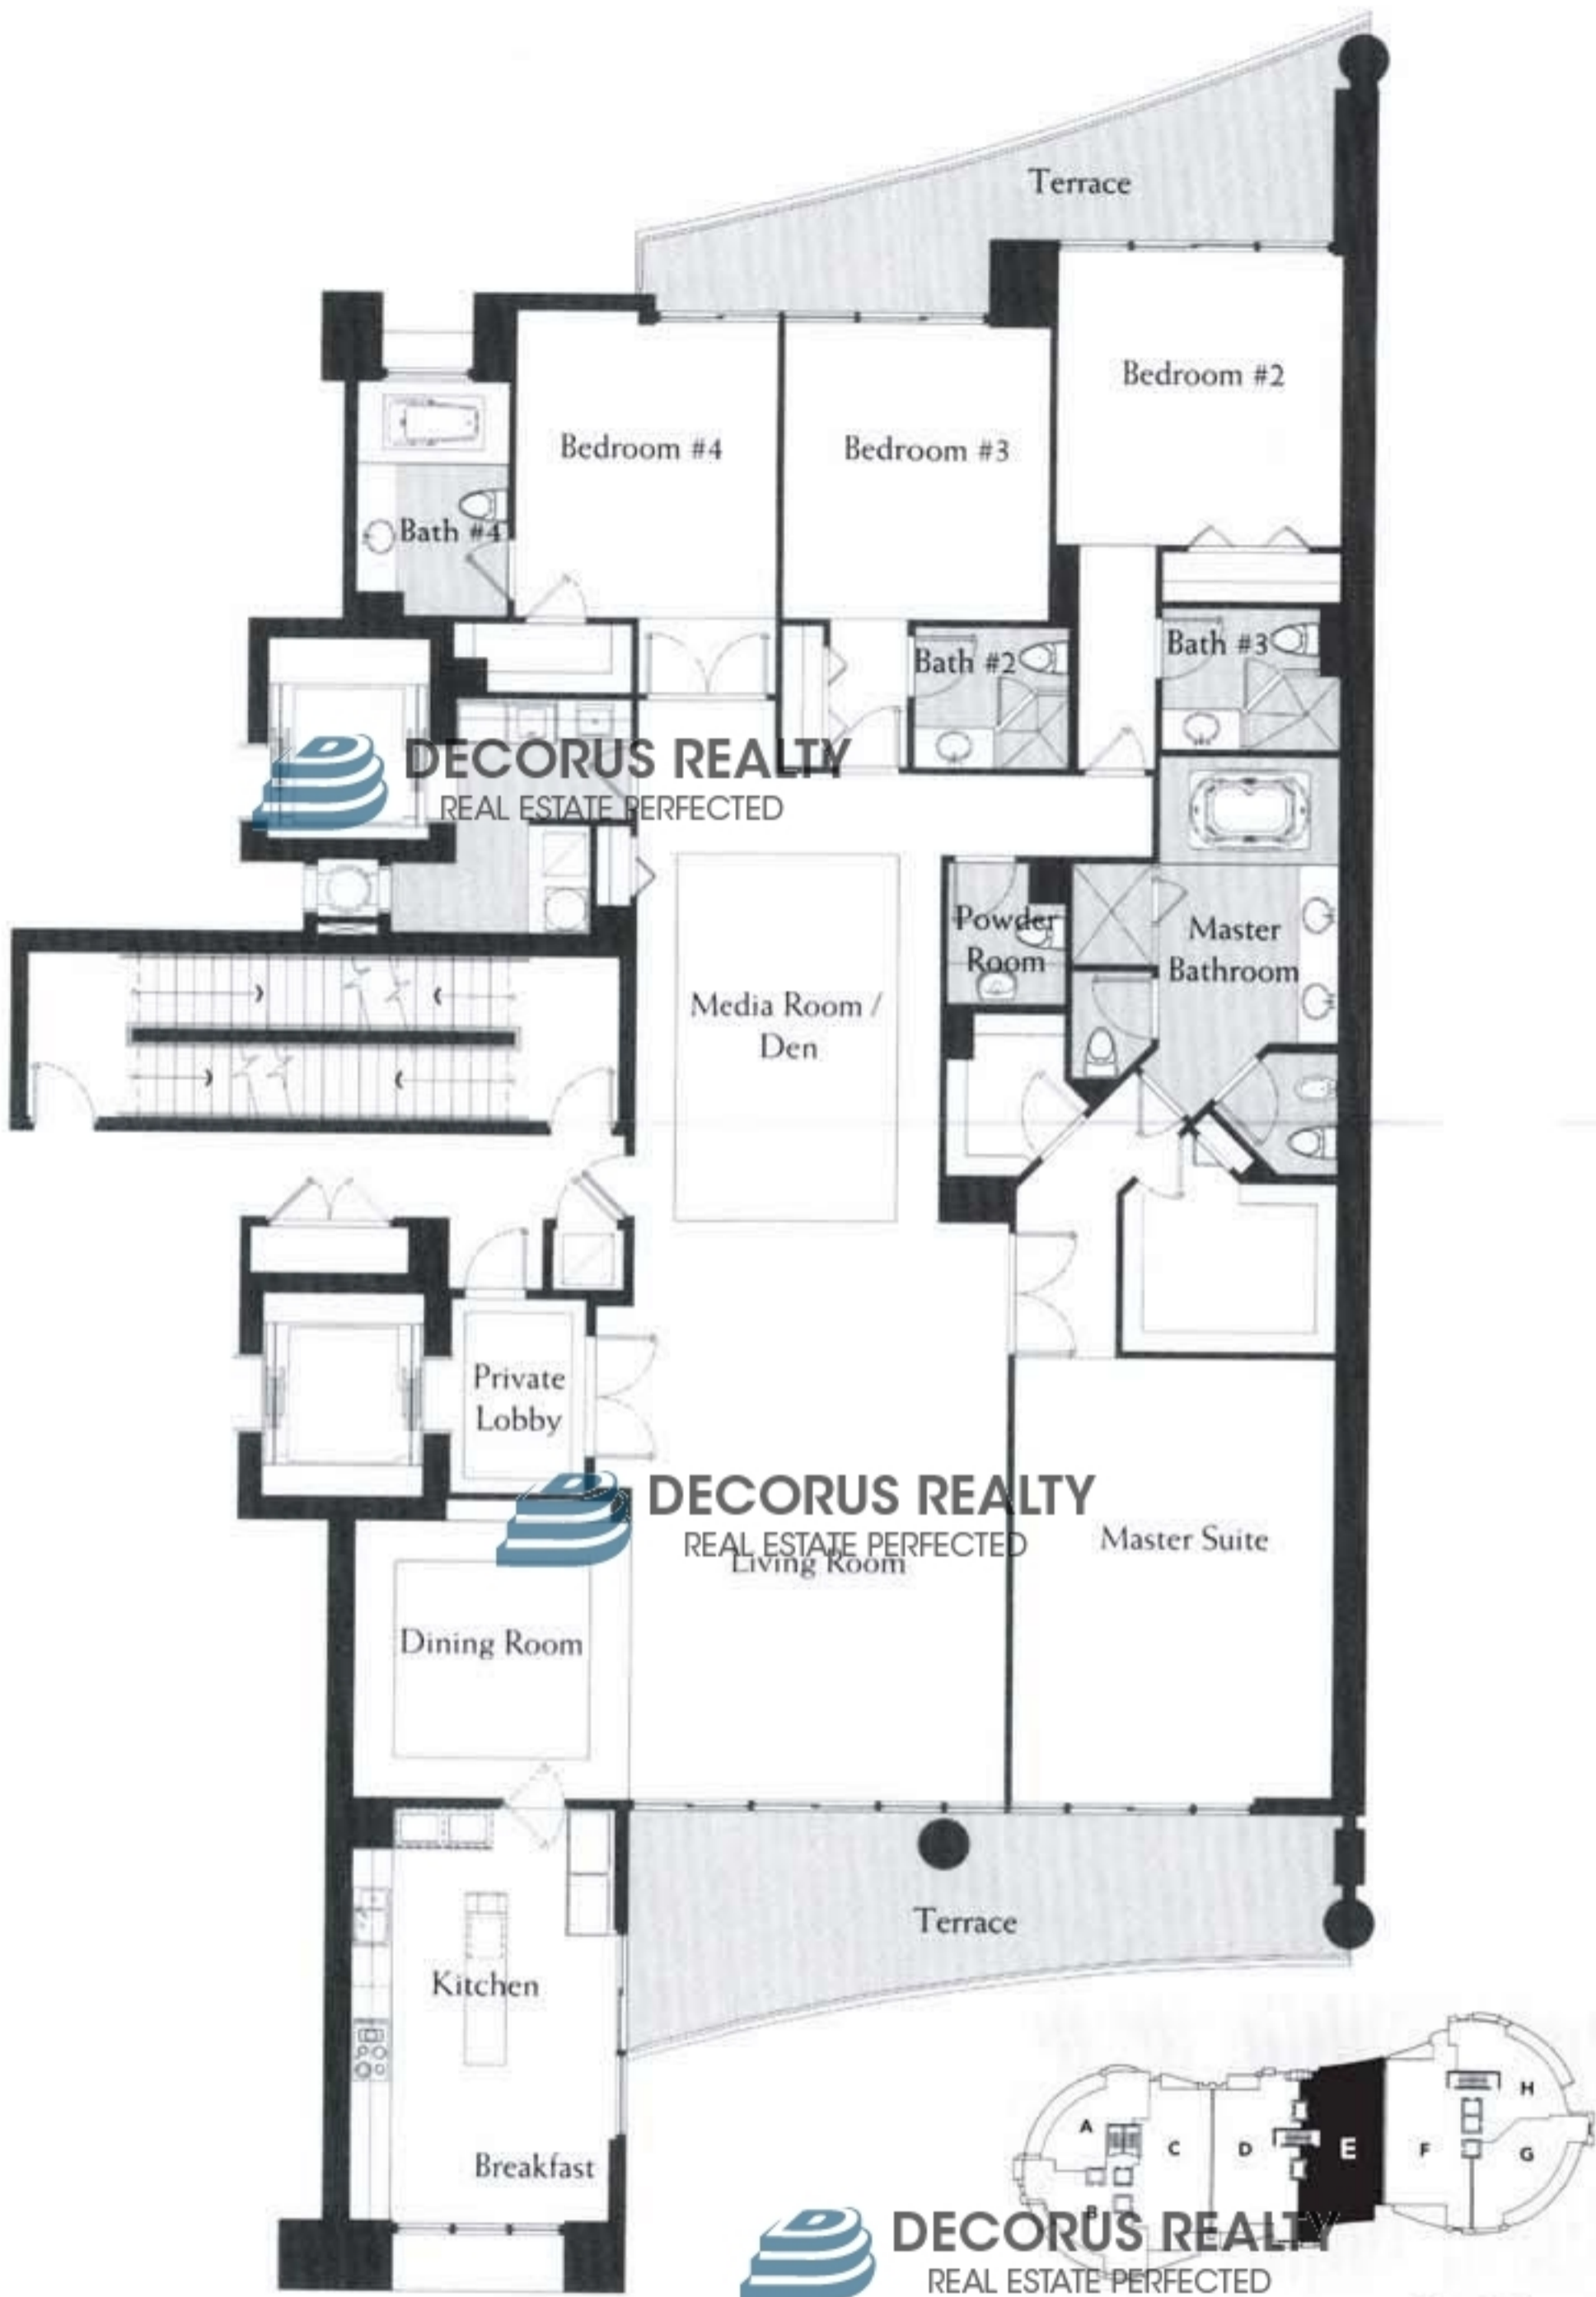 Terrace
Bedroom #2
Bedroom #4
Bedroom #3
Bath #4
Bath #3
Bath #2
DECORUS REALTY
REAL ESTATE PERFECTED
Powder
Room
Master
Bathroom
Media Room /
Den
Private
Lobby
DECORUS REALTY
REAL ESTATE PERFECTED
Living Room
Master Suite
Dining Room
Terrace
Kitchen
Breakfast
A
B
C
D
E
F
G
H
DECORUS REALTY
REAL ESTATE PERFECTED